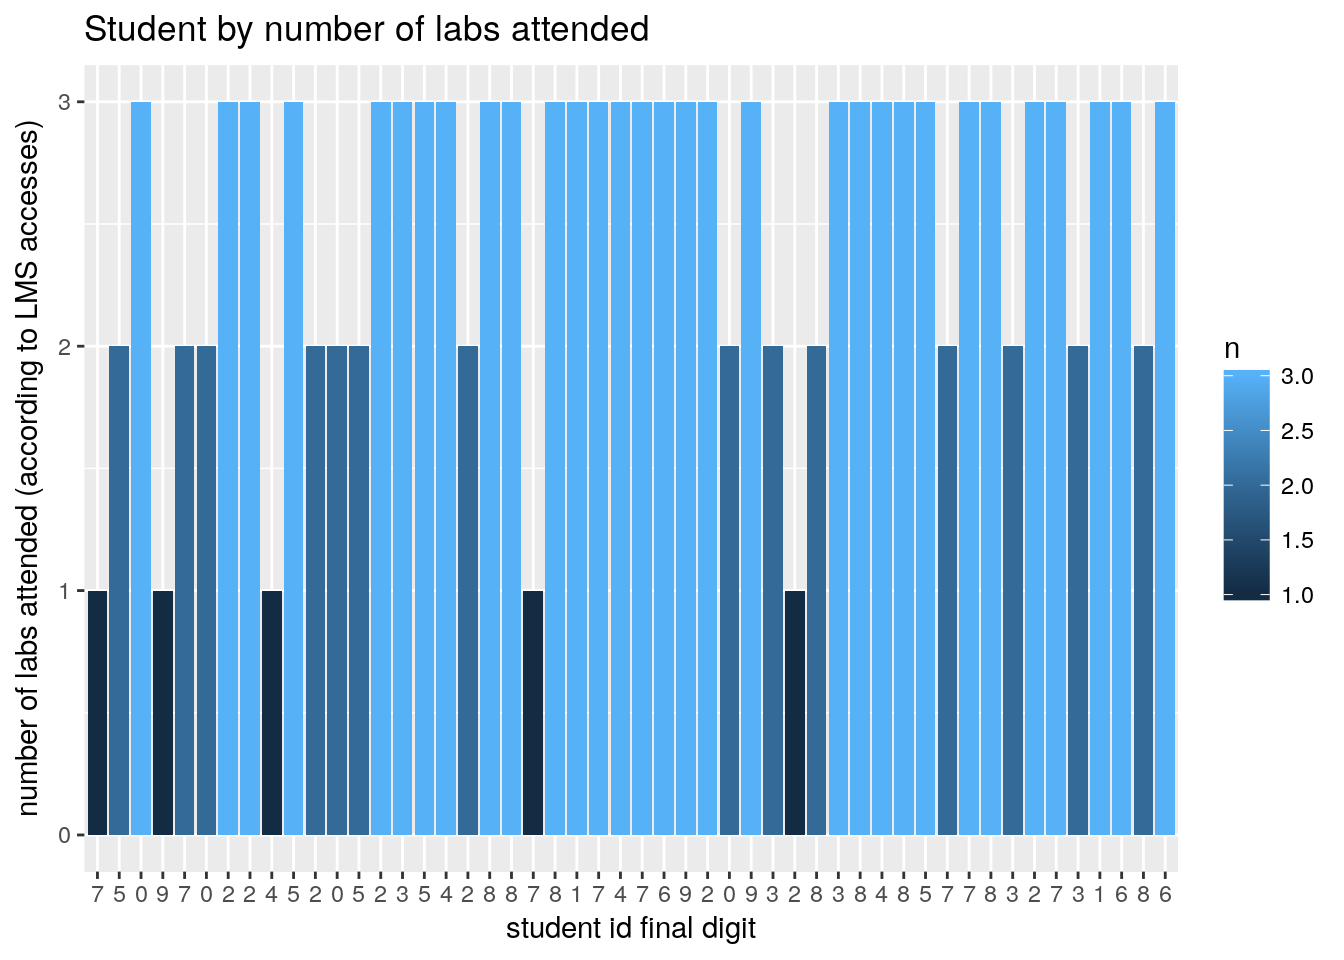 Student by number of labs attended
number of labs attended (according to LMS accesses)
3
2
1
0
7 5 0 9 7 0 2 2 4 5 2 0 5 2 3 5 4 2 8 8 7 8 1 7 4 7 6 9 2 0 9 3 2 8 3 8 4 8 5 7 7 8 3 2 7 3 1 6 8 6
student id final digit
n
3.0
2.5
2.0
1.5
1.0